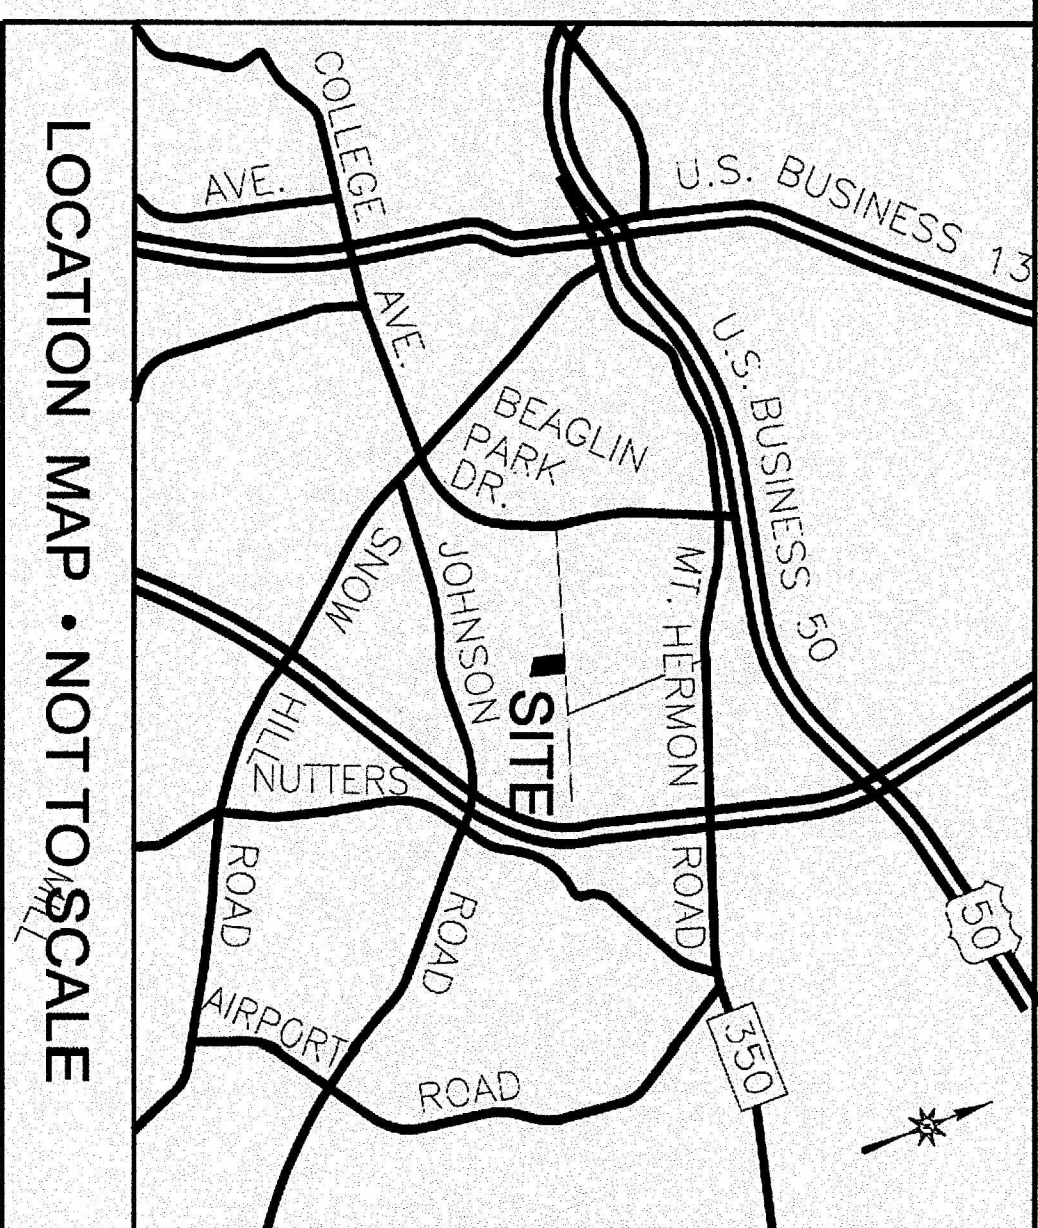 COLLEGE
AVE.
AVE.
U.S. BUSINESS 13
U.S. BUSINESS 50
BEAGLIN
PARK
DR.
SNOW
HILL
ROAD
JOHNSON
ROAD
MT. HERMON
ROAD
SITE
NUTTERS
AIRPORT
ROAD
50
350
LOCATION MAP • NOT TO SCALE
MILL